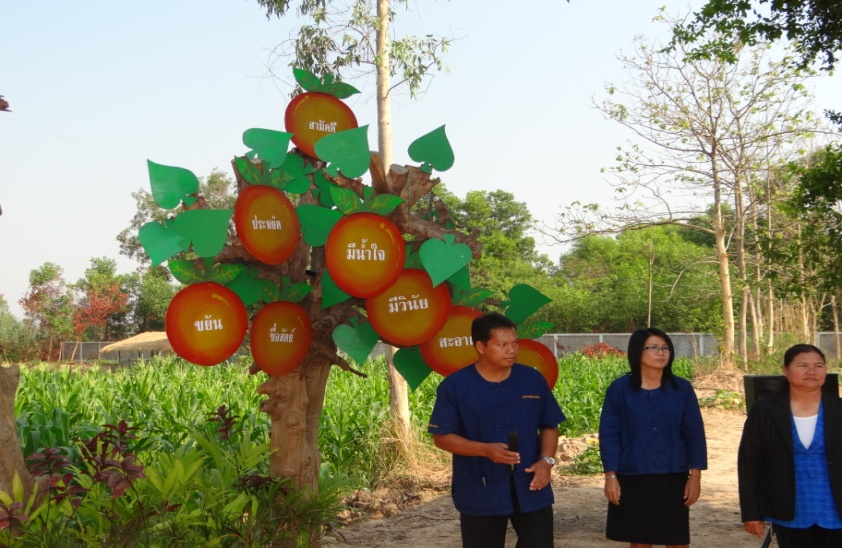 สามัคคี
ประหยัด
มีน้ำใจ
มีวินัย
ขยัน
ซื่อสัตย์